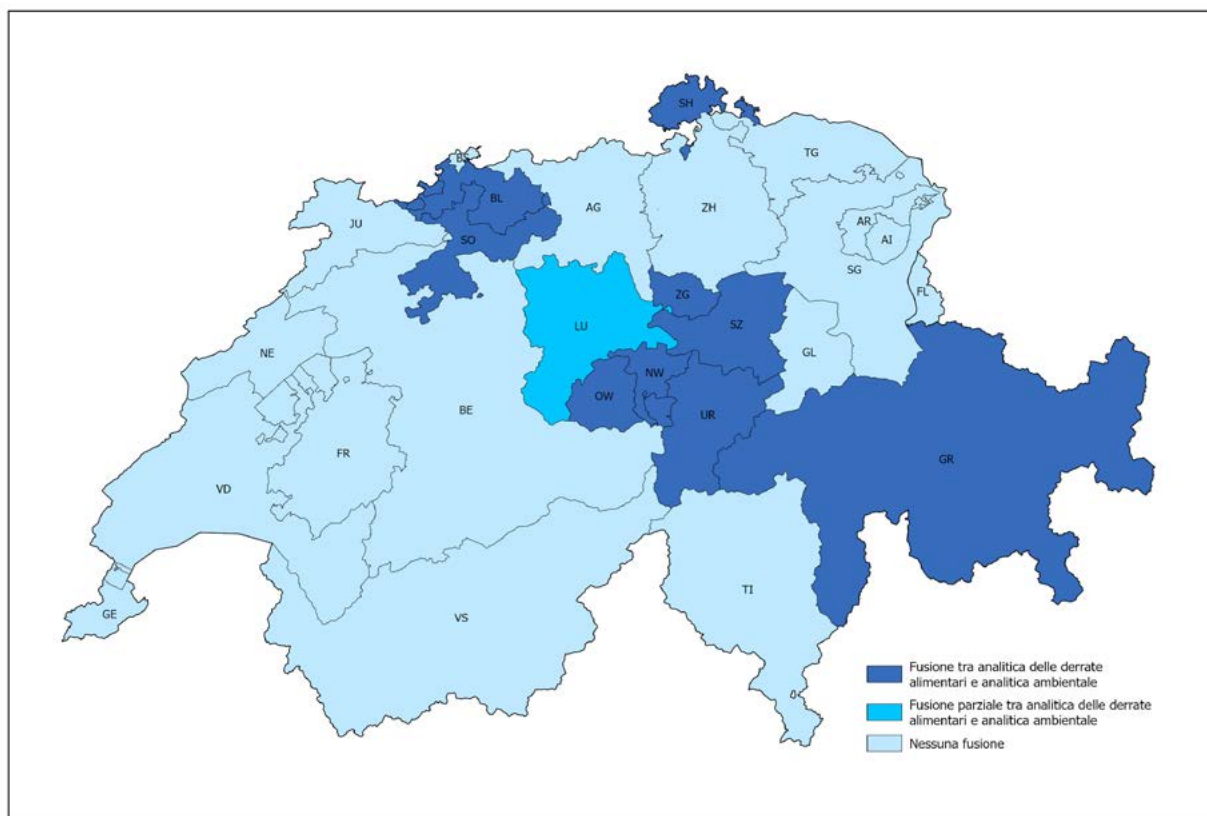 SH
TG
BS
BL
AG
ZH
JU
AR
AI
SO
SG
ZG
FL
LU
SZ
NE
GL
NW
OW
BE
UR
FR
GR
VD
TI
GE
VS
Fusione tra analitica delle derrate
alimentari e analitica ambientale
Fusione parziale tra analitica delle derrate
alimentari e analitica ambientale
Nessuna fusione